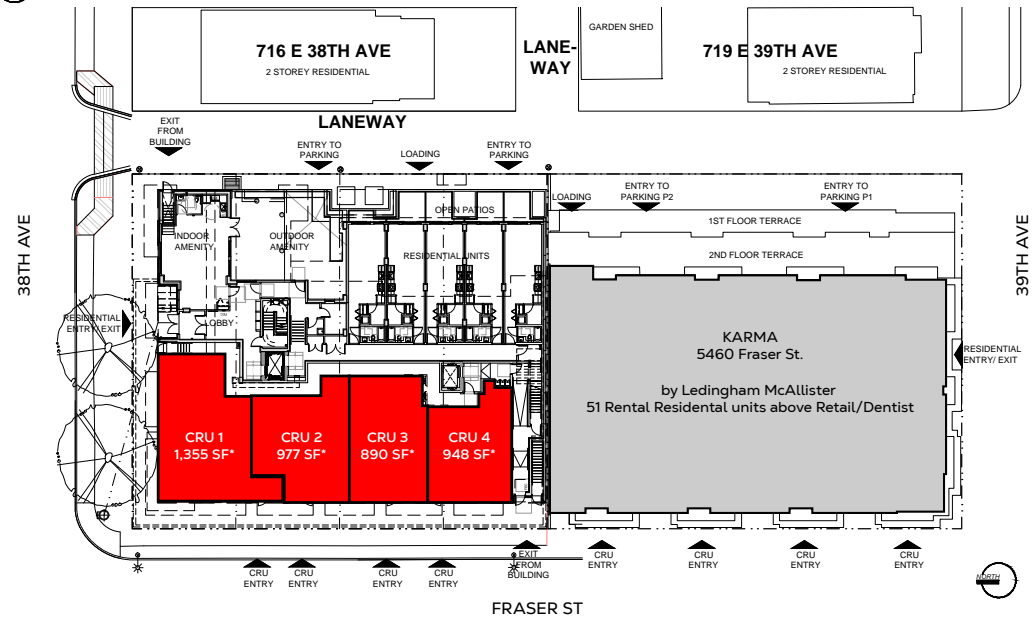 GARDEN SHED
716 E 38TH AVE
2 STOREY RESIDENTIAL
LANE-
WAY
719 E 39TH AVE
2 STOREY RESIDENTIAL
LANEWAY
EXIT
FROM
BUILDING
ENTRY TO
PARKING
LOADING
ENTRY TO
PARKING
LOADING
ENTRY TO
PARKING P2
ENTRY TO
PARKING P1
OPEN PATIOS
1ST FLOOR TERRACE
INDOOR
AMENITY
OUTDOOR
AMENITY
RESIDENTIAL UNITS
2ND FLOOR TERRACE
38TH AVE
39TH AVE
RESIDENTIAL
ENTRY/EXIT
LOBBY
KARMA
5460 Fraser St.
by Ledingham McAllister
51 Rental Residental units above Retail/Dentist
RESIDENTIAL
ENTRY/ EXIT
CRU 1
1,355 SF*
CRU 2
977 SF*
CRU 3
890 SF*
CRU 4
948 SF*
CRU
ENTRY
CRU
ENTRY
CRU
ENTRY
CRU
ENTRY
EXIT
FROM
BUILDING
CRU
ENTRY
CRU
ENTRY
CRU
ENTRY
CRU
ENTRY
NORTH
FRASER ST